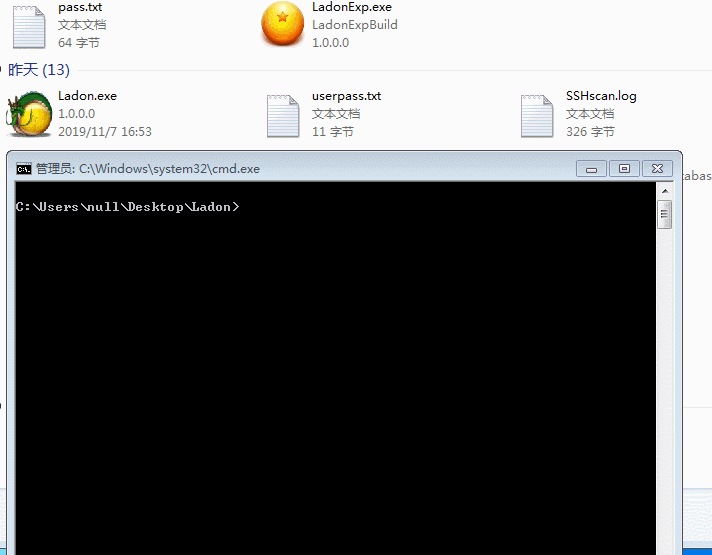 pass.txt
文本文档
64 字节
LadonExp.exe
LadonExpBuild
1.0.0.0
昨天 (13)
Ladon.exe
1.0.0.0
2019/11/7 16:53
userpass.txt
文本文档
11 字节
SSHscan.log
文本文档
326 字节
管理员: C:\Windows\system32\cmd.exe
C:\Users\null\Desktop\Ladon>